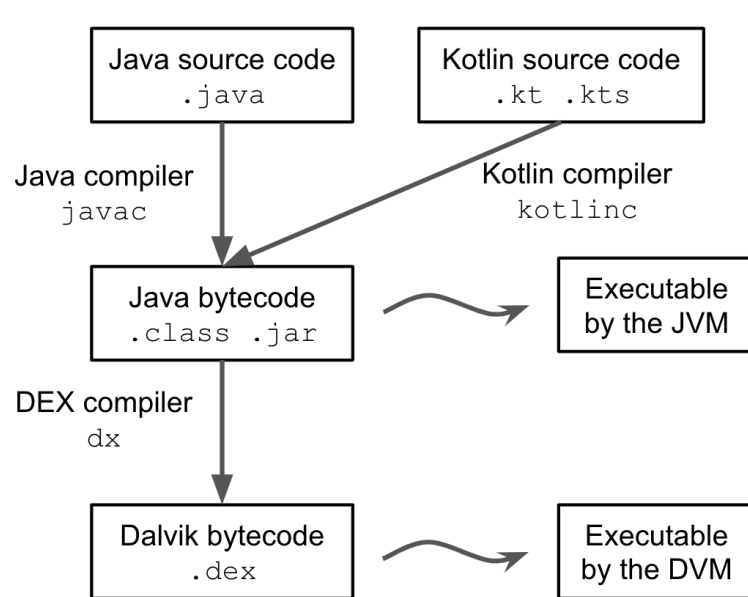 Java source code
.java
Kotlin source code
.kt .kts
Java compiler
javac
Kotlin compiler
kotlinc
Java bytecode
.class .jar
Executable
by the JVM
DEX compiler
dx
Dalvik bytecode
.dex
Executable
by the DVM